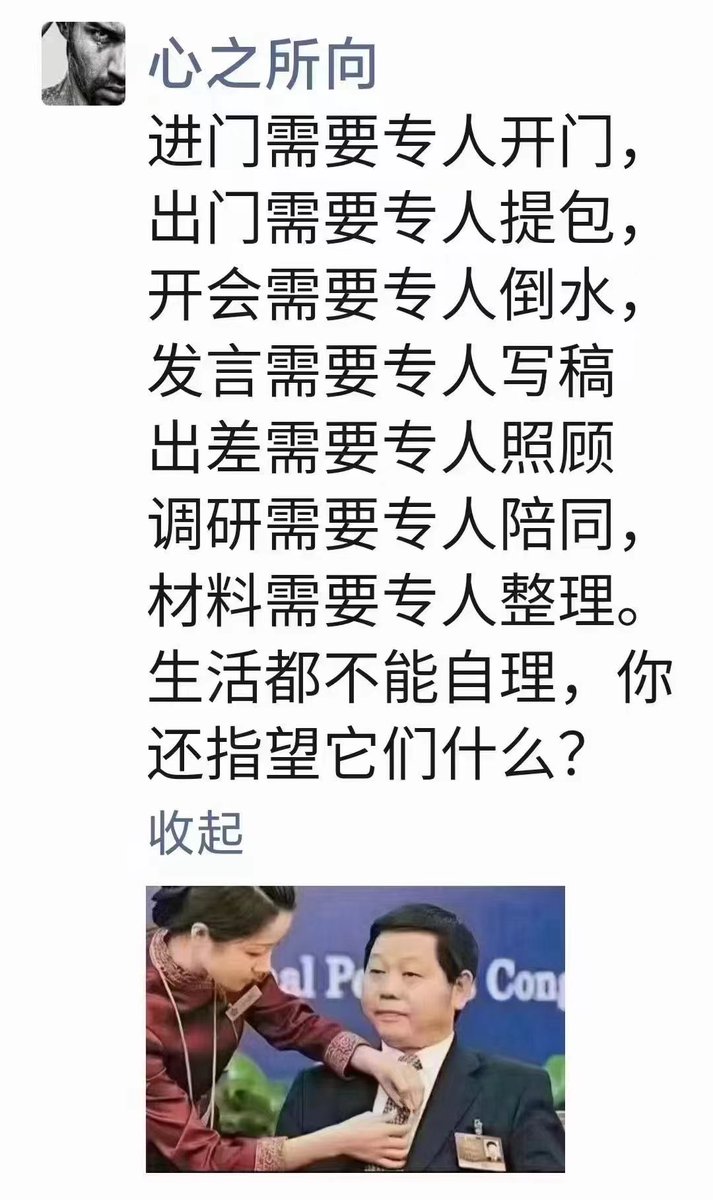 心之所向
进门需要专人开门，
出门需要专人提包，
开会需要专人倒水，
发言需要专人写稿
出差需要专人照顾
调研需要专人陪同，
材料需要专人整理。
生活都不能自理，你
还指望它们什么？
收起
Cong